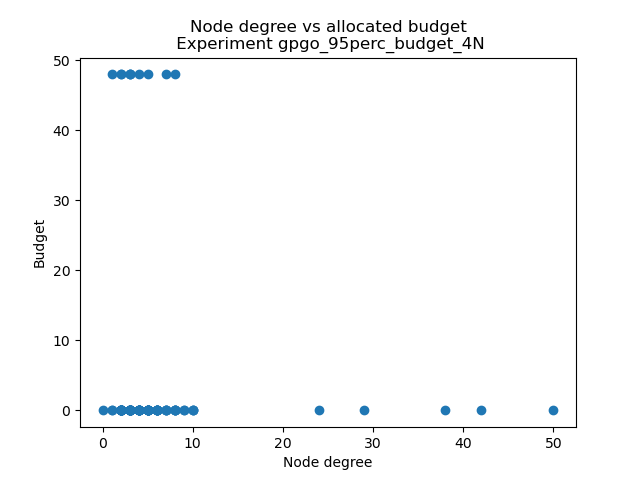 Node degree vs allocated budget
Experiment gpgo_95perc_budget_4N
50
40
30
20
10
0
Budget
0 10 20 30 40 50
Node degree